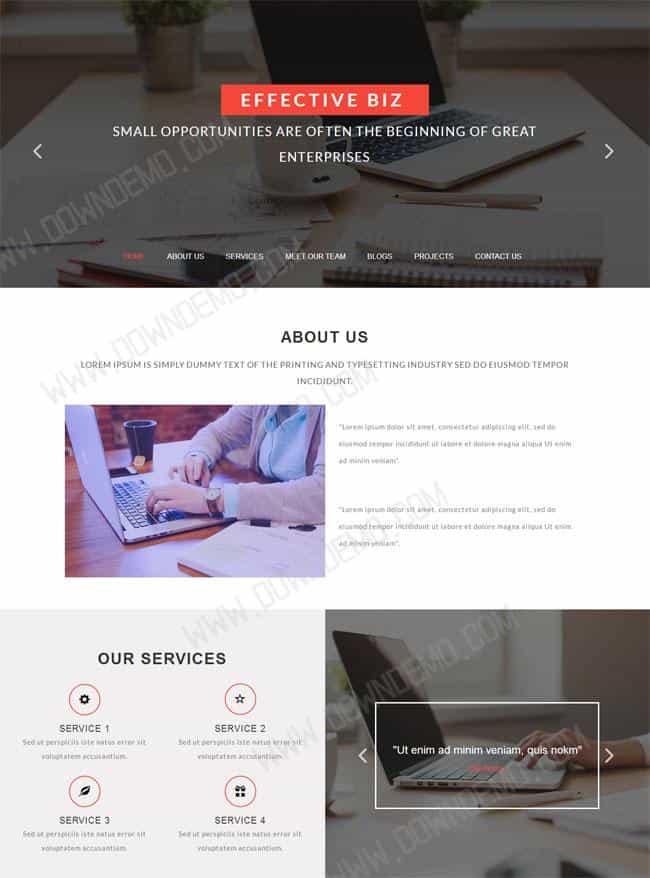 EFFECTIVE BIZ
SMALL OPPORTUNITIES ARE OFTEN THE BEGINNING OF GREAT
ENTERPRISES
HOME ABOUT US SERVICES MEET OUR TEAM BLOGS PROJECTS CONTACT US
ABOUT US
LOREM IPSUM IS SIMPLY DUMMY TEXT OF THE PRINTING AND TYPESETTING INDUSTRY SED DO EIUSMOD TEMPOR
INCIDIDUNT.
"Lorem ipsum dolor sit amet, consectetur adipiscing elit, sed do
eiusmod tempor incididunt ut labore et dolore magna aliqua UT enim
ad minim veniam".
"Lorem ipsum dolor sit amet, consectetur adipiscing elit, sed do
eiusmod tempor incididunt ut labore et dolore magna aliqua UT enim
ad minim veniam".
OUR SERVICES
SERVICE 1
Sed ut perspiciis iste natus error sit
voluptatem accusantium.
SERVICE 2
Sed ut perspiciis iste natus error sit
voluptatem accusantium.
SERVICE 3
Sed ut perspiciis iste natus error sit
voluptatem accusantium.
SERVICE 4
Sed ut perspiciis iste natus error sit
voluptatem accusantium.
"Ut enim ad minim veniam, quis nokm"
WWW.DOWNDEMO.COM
WWW.DOWNDEMO.COM
WWW.DOWNDEMO.COM
WWW.DOWNDEMO.COM
WWW.DOWNDEMO.COM